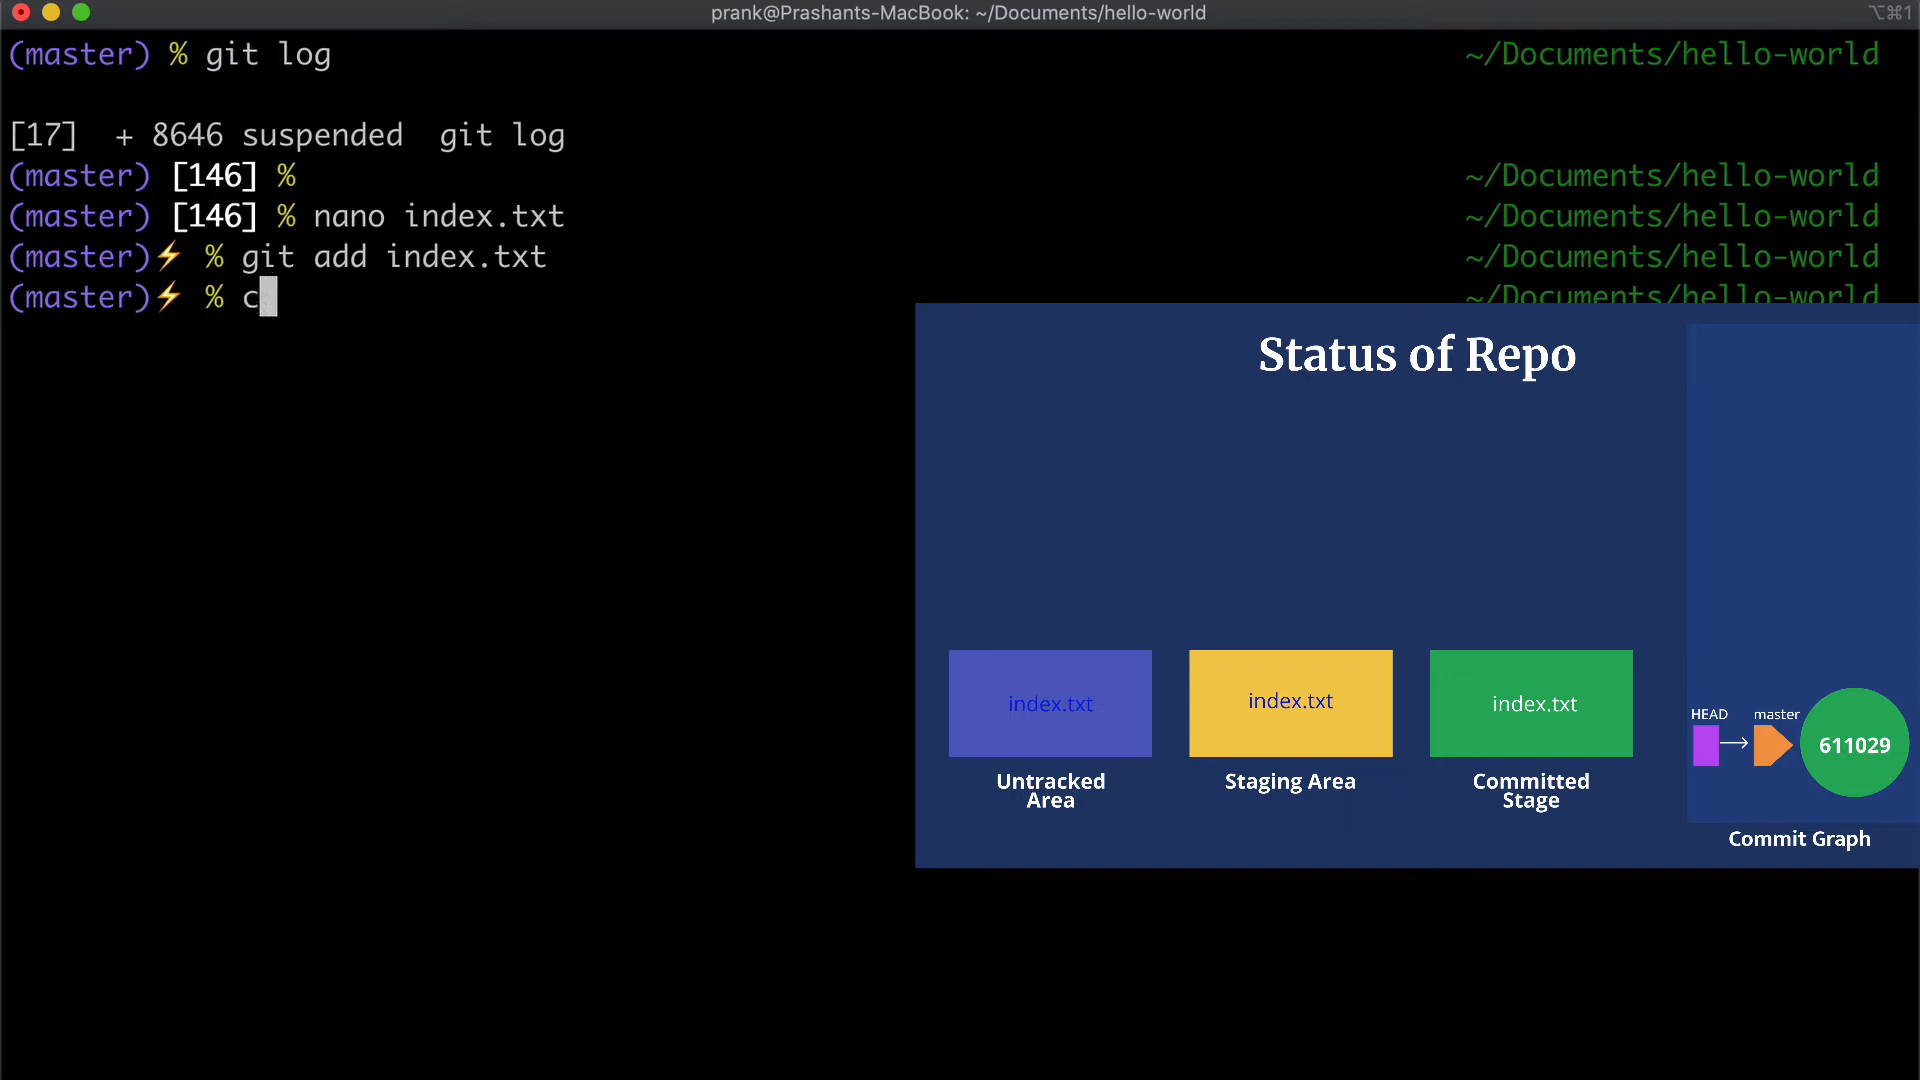 prank@Prashants-MacBook: ~/Documents/hello-world
⌥⌘1
(master) % git log ~/Documents/hello-world
[17]  + 8646 suspended  git log
(master) [146] % ~/Documents/hello-world
(master) [146] % nano index.txt ~/Documents/hello-world
(master)⚡ % git add index.txt ~/Documents/hello-world
(master)⚡ % c ~/Documents/hello-world
Status of Repo
index.txt
Untracked
Area
index.txt
Staging Area
index.txt
Committed
Stage
HEAD
master
611029
Commit Graph